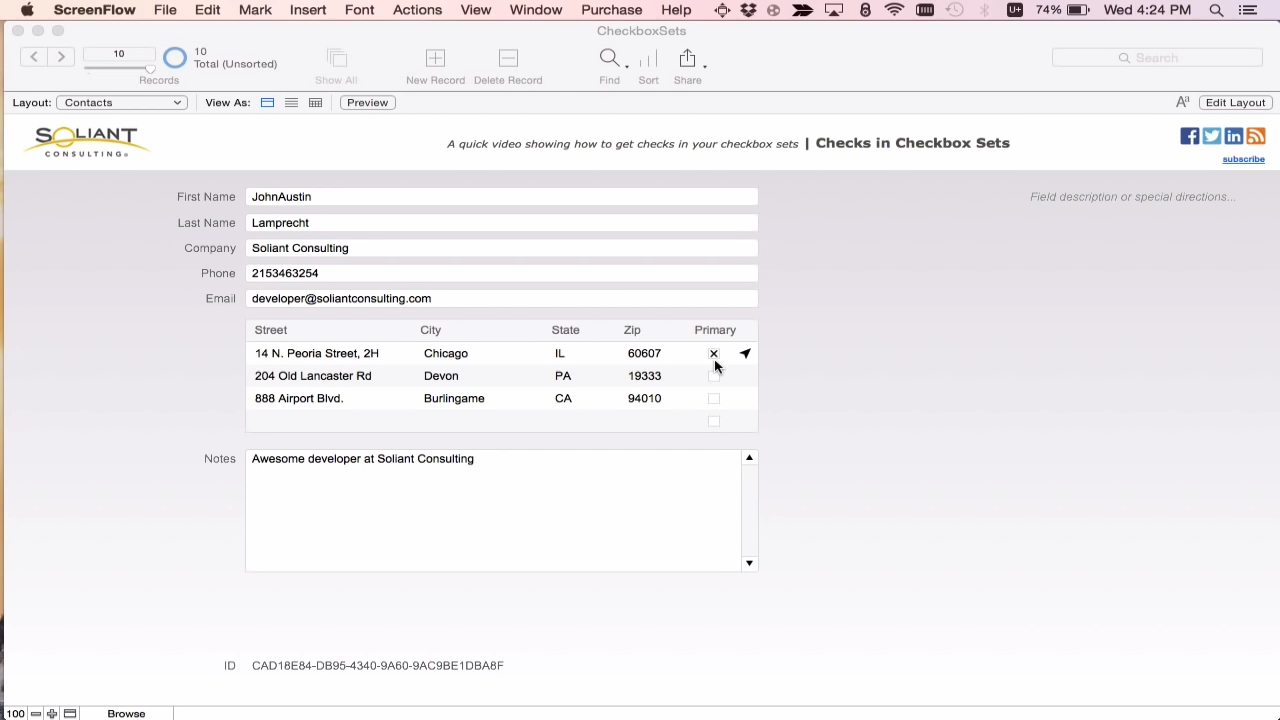 ScreenFlow File Edit Mark Insert Font Actions View Window Purchase Help U+ 74% Wed 4:24 PM
CheckboxSets
10
10
Total (Unsorted)
Records
Show All
New Record
Delete Record
Find
Sort
Share
Search
Layout: Contacts View As: Preview Aa Edit Layout
SOLIANT
CONSULTING
A quick video showing how to get checks in your checkbox sets | Checks in Checkbox Sets
subscribe
First Name JohnAustin
Field description or special directions...
Last Name Lamprecht
Company Soliant Consulting
Phone 2153463254
Email developer@soliantconsulting.com
Street City State Zip Primary
14 N. Peoria Street, 2H Chicago IL 60607
204 Old Lancaster Rd Devon PA 19333
888 Airport Blvd. Burlingame CA 94010
Notes Awesome developer at Soliant Consulting
ID CAD18E84-DB95-4340-9A60-9AC9BE1DBA8F
100 Browse